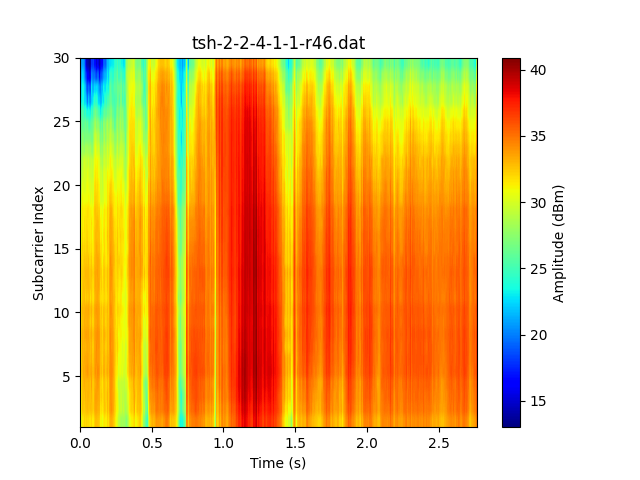 tsh-2-2-4-1-1-r46.dat
30
25
20
15
10
5
Subcarrier Index
0.0 0.5 1.0 1.5 2.0 2.5
Time (s)
40
35
30
25
20
15
Amplitude (dBm)